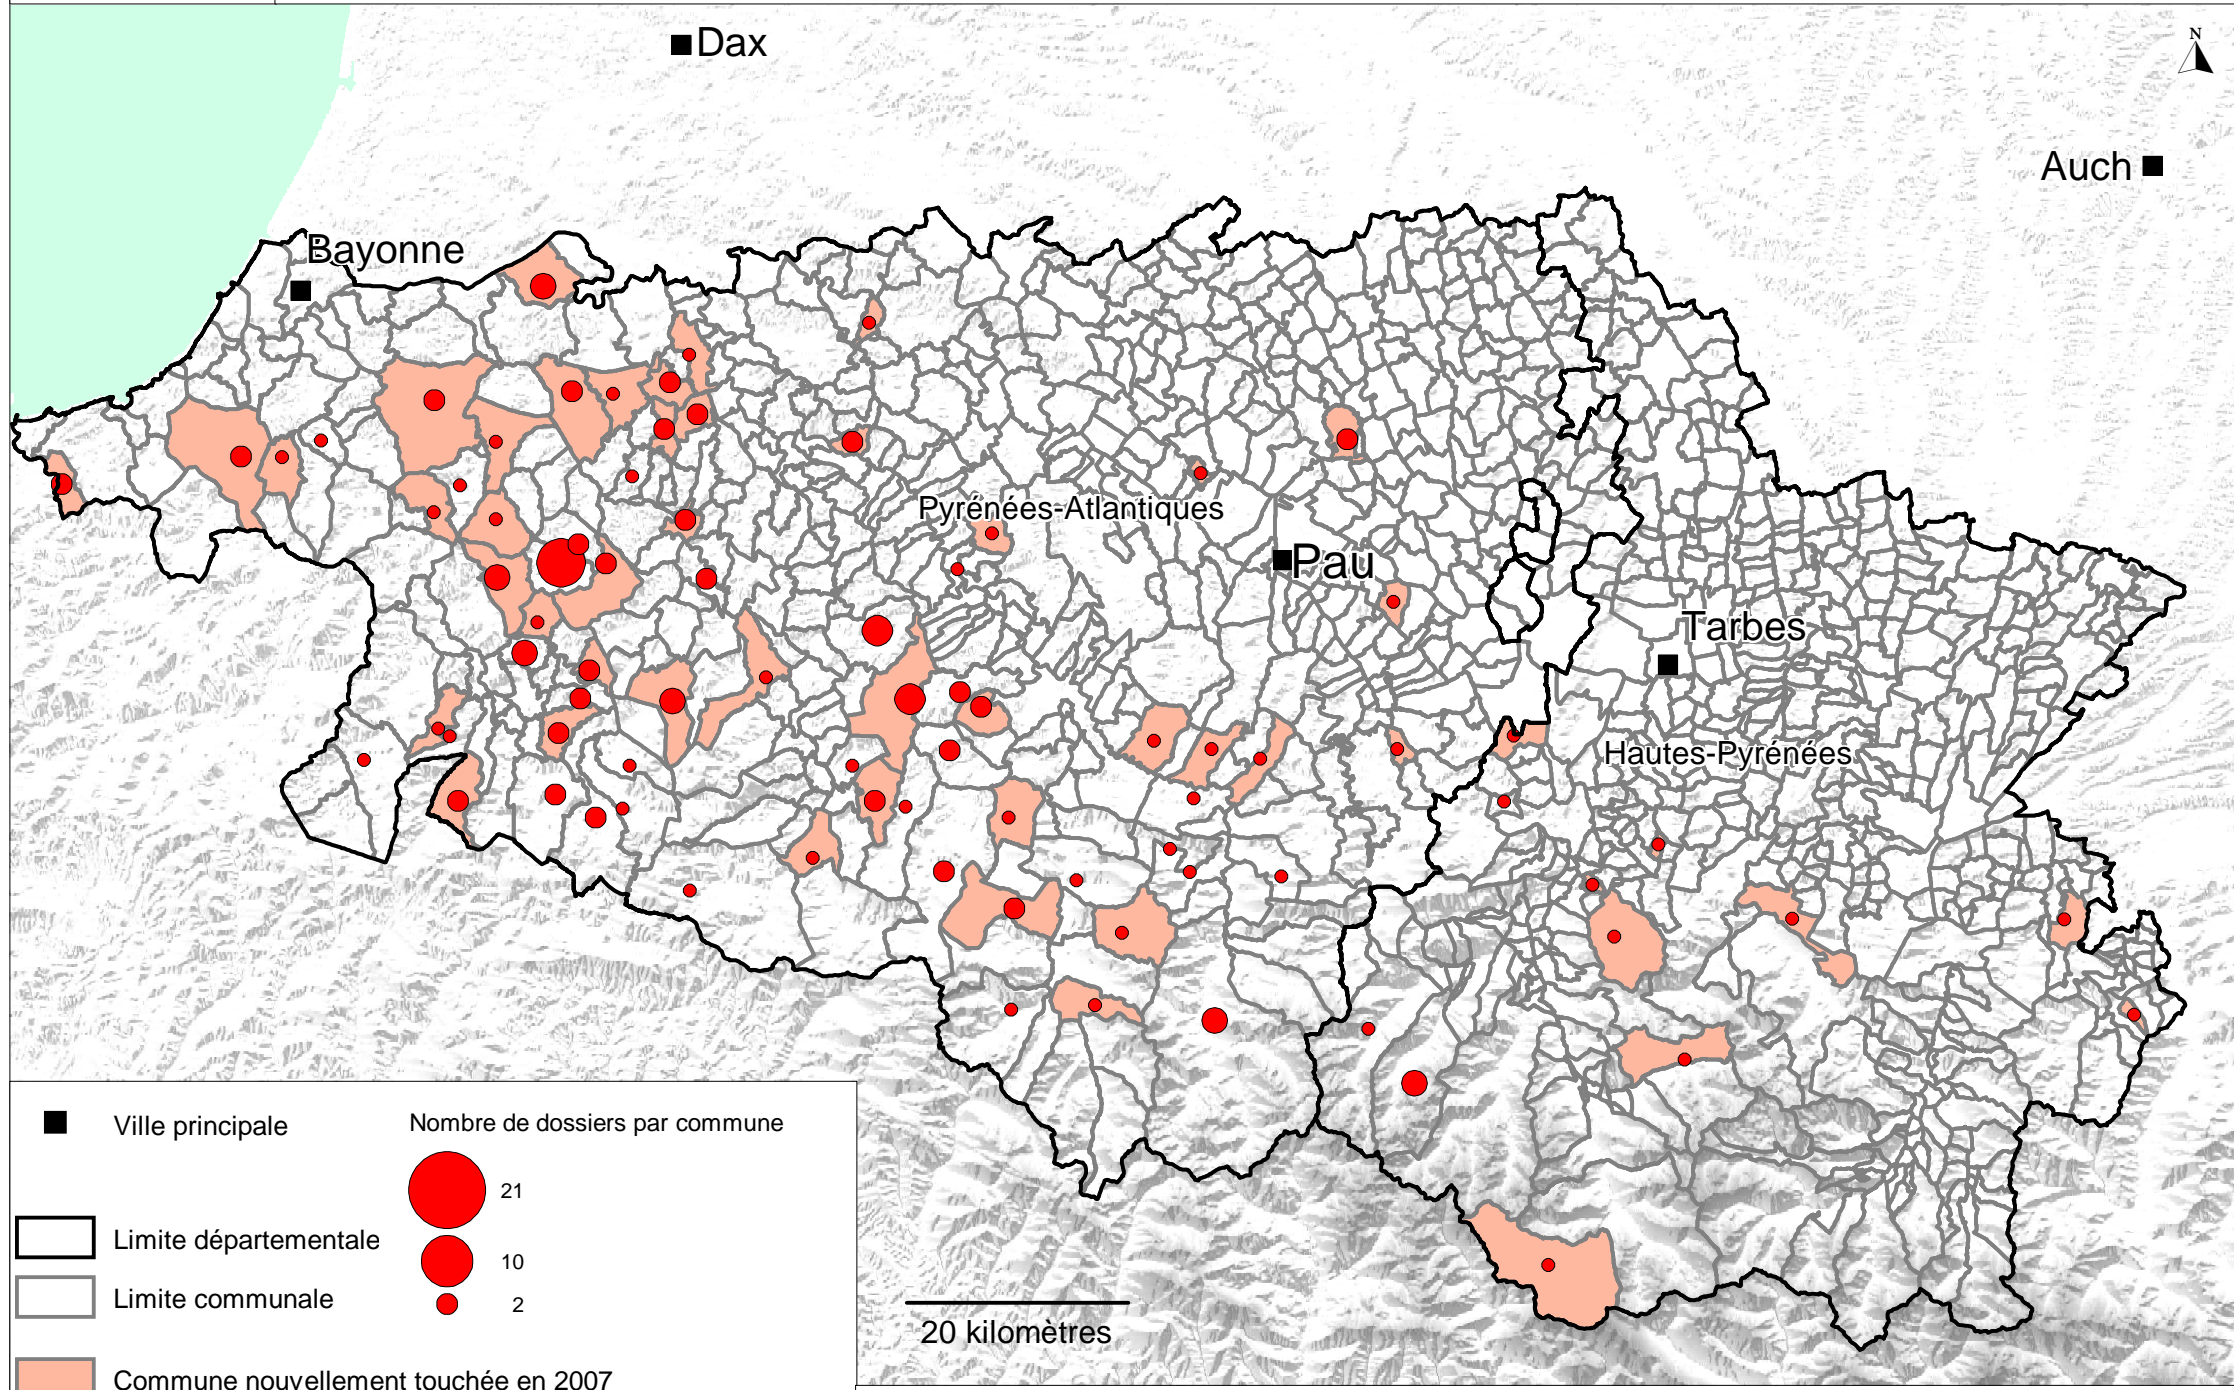 Dax
N
Auch
Bayonne
Pyrénées-Atlantiques
Pau
Tarbes
Hautes-Pyrénées
Ville principale
Nombre de dossiers par commune
21
Limite départementale
10
Limite communale
2
20 kilomètres
Commune nouvellement touchée en 2007